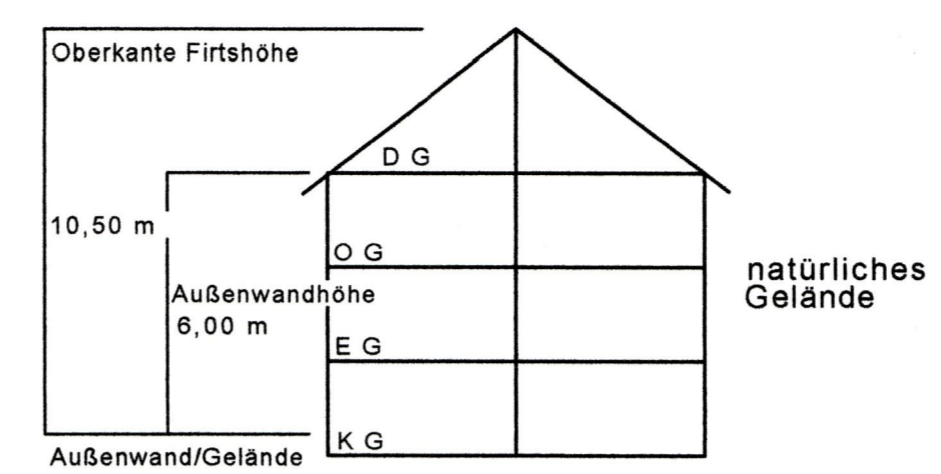 Oberkante Firtshöhe
D G
10,50 m
O G
Außenwandhöhe
6,00 m
natürliches
Gelände
E G
K G
Außenwand/Gelände